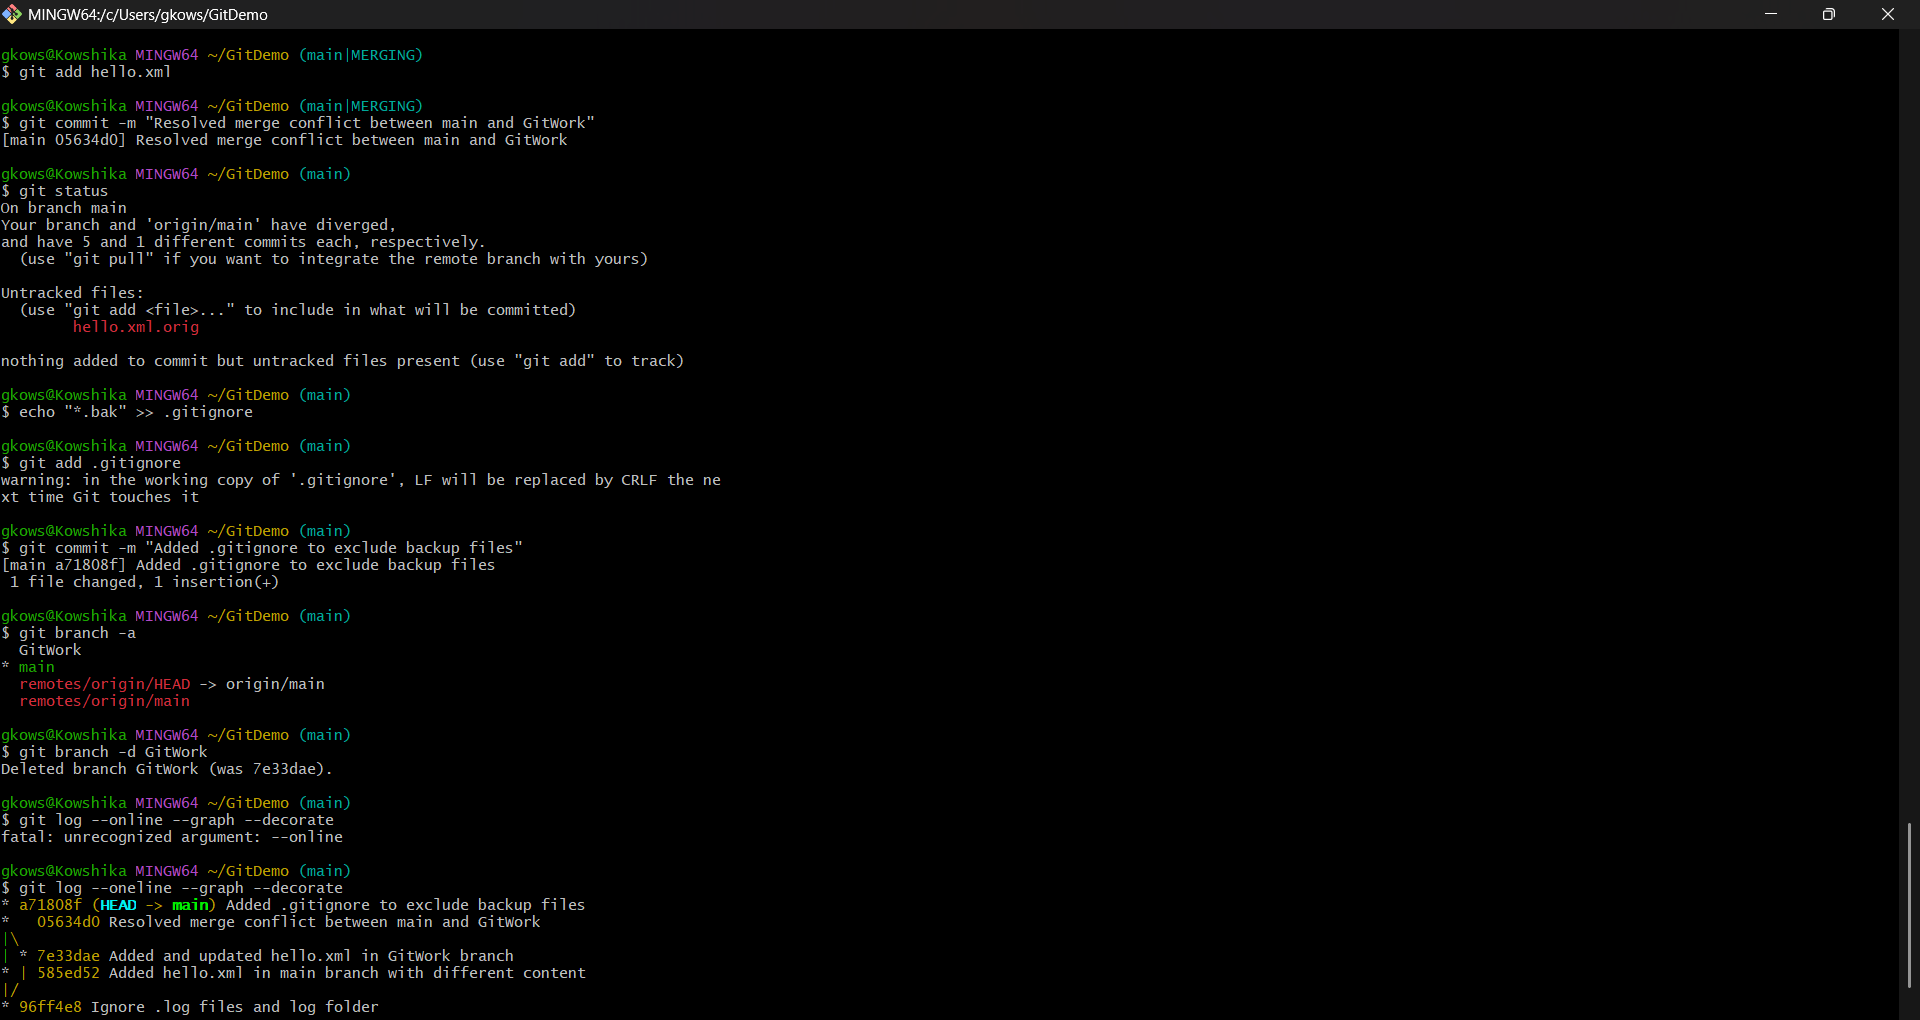 MINGW64:/c/Users/gkows/GitDemo
gkows@Kowshika MINGW64 ~/GitDemo (main|MERGING)
$ git add hello.xml
gkows@Kowshika MINGW64 ~/GitDemo (main|MERGING)
$ git commit -m "Resolved merge conflict between main and GitWork"
[main 05634d0] Resolved merge conflict between main and GitWork
gkows@Kowshika MINGW64 ~/GitDemo (main)
$ git status
On branch main
Your branch and 'origin/main' have diverged,
and have 5 and 1 different commits each, respectively.
  (use "git pull" if you want to integrate the remote branch with yours)
Untracked files:
  (use "git add <file>..." to include in what will be committed)
        hello.xml.orig
nothing added to commit but untracked files present (use "git add" to track)
gkows@Kowshika MINGW64 ~/GitDemo (main)
$ echo "*.bak" >> .gitignore
gkows@Kowshika MINGW64 ~/GitDemo (main)
$ git add .gitignore
warning: in the working copy of '.gitignore', LF will be replaced by CRLF the ne
xt time Git touches it
gkows@Kowshika MINGW64 ~/GitDemo (main)
$ git commit -m "Added .gitignore to exclude backup files"
[main a71808f] Added .gitignore to exclude backup files
 1 file changed, 1 insertion(+)
gkows@Kowshika MINGW64 ~/GitDemo (main)
$ git branch -a
  GitWork
* main
  remotes/origin/HEAD -> origin/main
  remotes/origin/main
gkows@Kowshika MINGW64 ~/GitDemo (main)
$ git branch -d GitWork
Deleted branch GitWork (was 7e33dae).
gkows@Kowshika MINGW64 ~/GitDemo (main)
$ git log --online --graph --decorate
fatal: unrecognized argument: --online
gkows@Kowshika MINGW64 ~/GitDemo (main)
$ git log --oneline --graph --decorate
* a71808f (HEAD -> main) Added .gitignore to exclude backup files
*   05634d0 Resolved merge conflict between main and GitWork
|\
| * 7e33dae Added and updated hello.xml in GitWork branch
* | 585ed52 Added hello.xml in main branch with different content
|/
* 96ff4e8 Ignore .log files and log folder